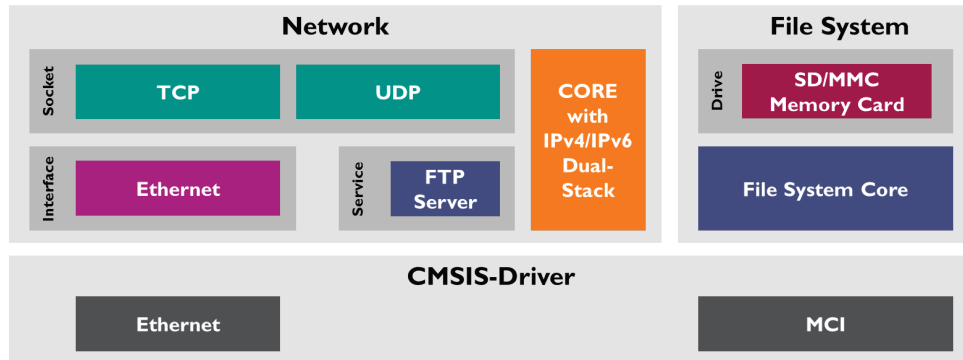 Network
Socket
TCP
UDP
CORE
with
IPv4/IPv6
Dual-
Stack
Interface
Ethernet
Service
FTP
Server
File System
Drive
SD/MMC
Memory Card
File System Core
CMSIS-Driver
Ethernet
MCI